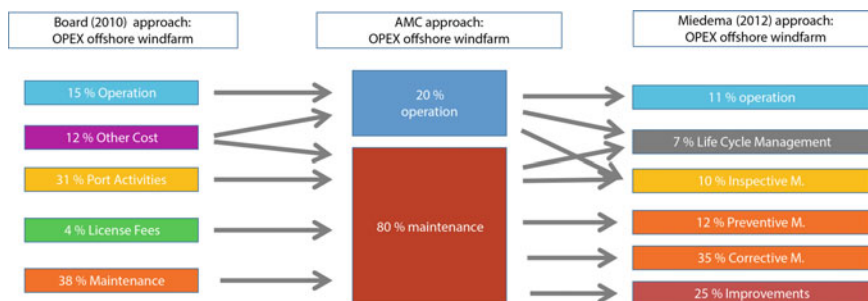 Board (2010) approach:
OPEX offshore windfarm
AMC approach:
OPEX offshore windfarm
Miedema (2012) approach:
OPEX offshore windfarm
15 % Operation
12 % Other Cost
31 % Port Activities
4 % License Fees
38 % Maintenance
20 %
operation
80 % maintenance
11 % operation
7 % Life Cycle Management
10 % Inspective M.
12 % Preventive M.
35 % Corrective M.
25 % Improvements